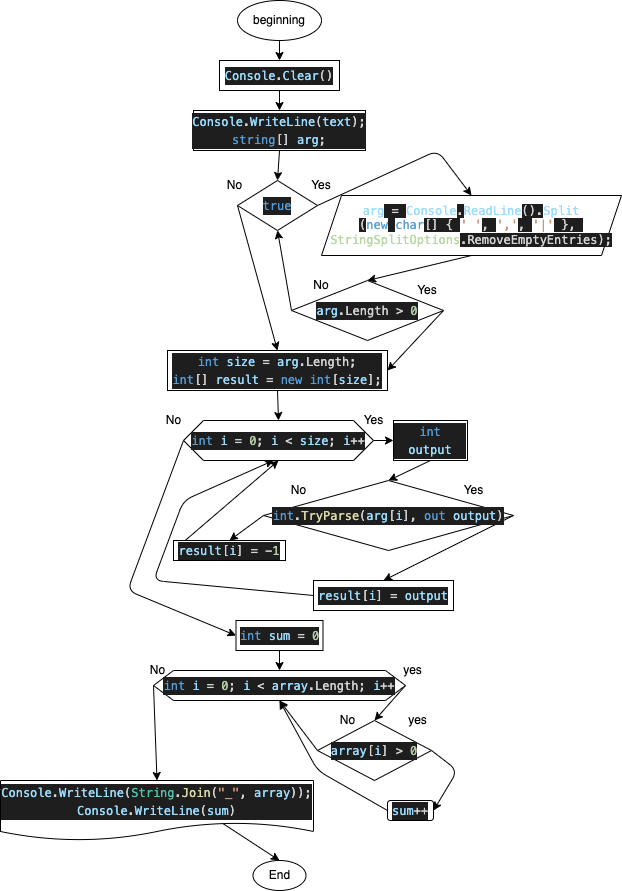 beginning
Console.Clear()
Console.WriteLine(text);
string[] arg;
No
Yes
true
arg = Console.ReadLine().Split
(new char[] { ' ', ',', '|' },
StringSplitOptions.RemoveEmptyEntries);
No
Yes
arg.Length > 0
int size = arg.Length;
int[] result = new int[size];
No
Yes
int i = 0; i < size; i++
int
output
No
Yes
int.TryParse(arg[i], out output)
result[i] = -1
result[i] = output
int sum = 0
No
yes
int i = 0; i < array.Length; i++
No
yes
array[i] > 0
Console.WriteLine(String.Join("_", array));
Console.WriteLine(sum)
sum++
End